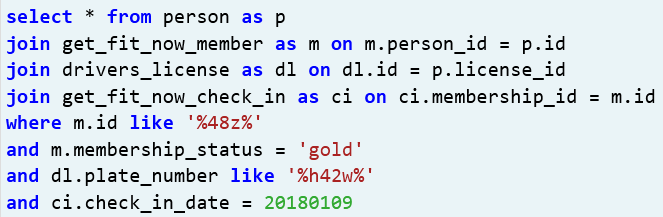 select * from person as p
join get_fit_now_member as m on m.person_id = p.id
join drivers_license as dl on dl.id = p.license_id
join get_fit_now_check_in as ci on ci.membership_id = m.id
where m.id like '%48z%'
and m.membership_status = 'gold'
and dl.plate_number like '%h42w%'
and ci.check_in_date = 20180109